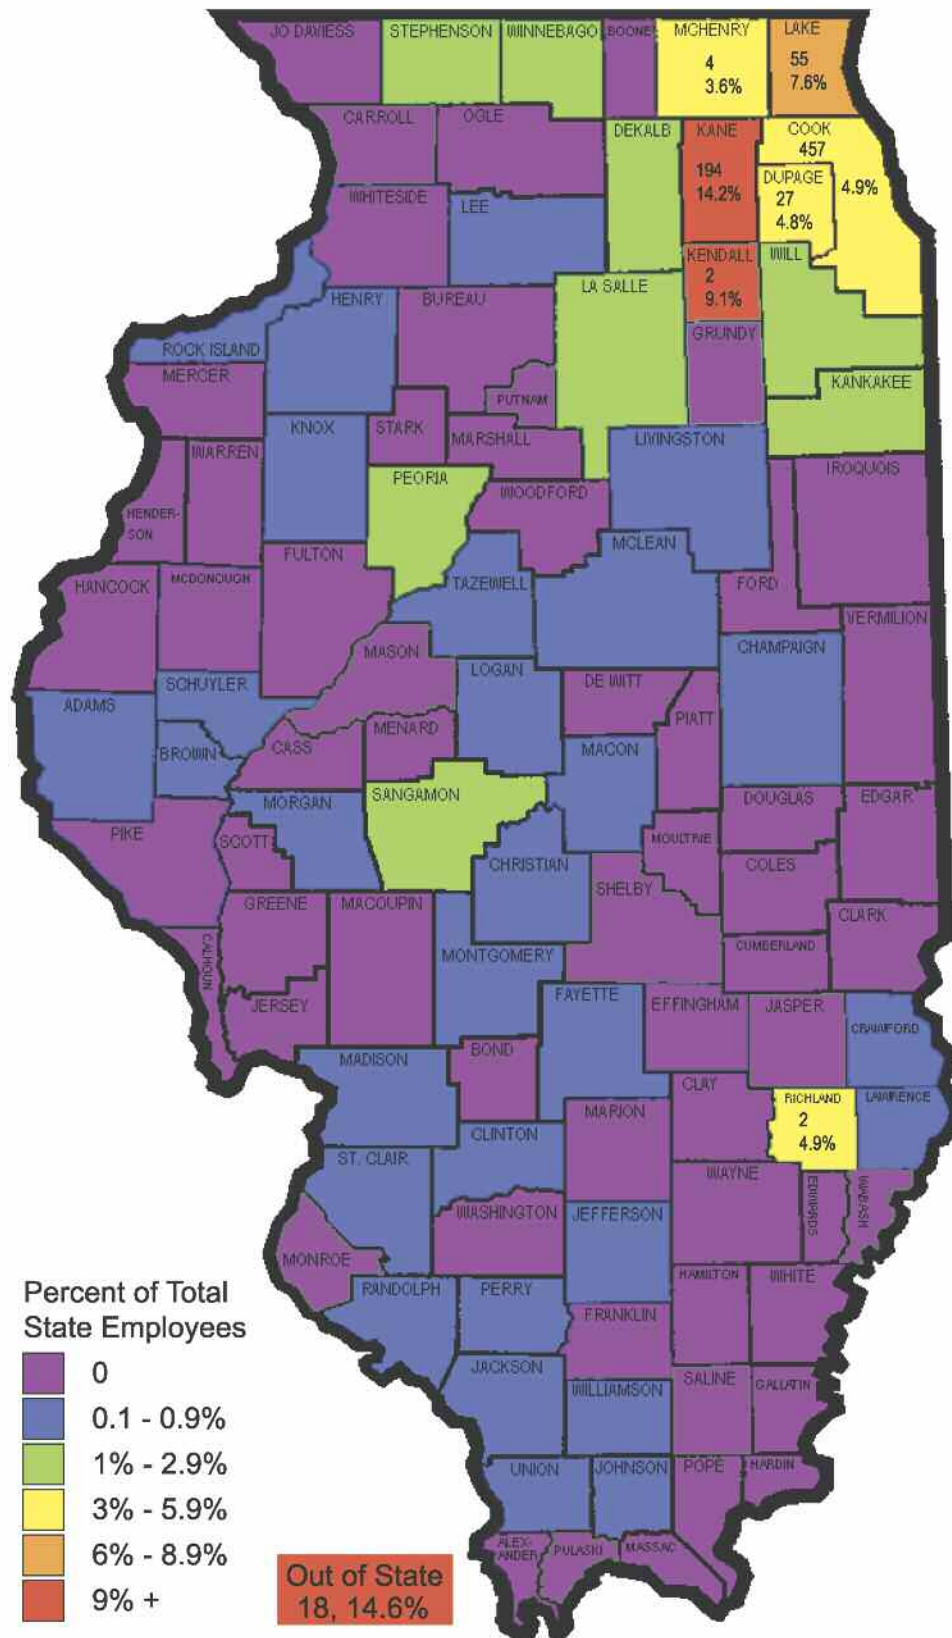 JO DAVIESS
STEPHENSON
WINNEBAGO
BOONE
MCHENRY
4
3.6%
LAKE
55
7.6%
CARROLL
OGLE
DEKALB
KANE
194
14.2%
COOK
457
4.9%
DUPAGE
27
4.8%
WHITESIDE
LEE
KENDALL
2
9.1%
WILL
ROCK ISLAND
HENRY
BUREAU
LA SALLE
GRUNDY
MERCER
PUTNAM
KANKAKEE
KNOX
STARK
MARSHALL
LIVINGSTON
WARREN
HENDER-
SON
PEORIA
WOODFORD
IROQUOIS
HANCOCK
MCDONOUGH
FULTON
TAZEWELL
MCLEAN
FORD
VERMILION
MASON
LOGAN
DE WITT
CHAMPAIGN
ADAMS
SCHUYLER
BROWN
CASS
MENARD
MACON
PIATT
PIKE
MORGAN
SCOTT
SANGAMON
CHRISTIAN
MOULTRIE
DOUGLAS
EDGAR
COLES
SHELBY
GREENE
MACOUPIN
CALHOUN
MONTGOMERY
CUMBERLAND
CLARK
JERSEY
FAYETTE
EFFINGHAM
JASPER
CRAWFORD
MADISON
BOND
CLAY
RICHLAND
2
4.9%
LAWRENCE
ST. CLAIR
CLINTON
MARION
WAYNE
EDWARDS
WABASH
MONROE
WASHINGTON
JEFFERSON
RANDOLPH
PERRY
HAMILTON
WHITE
FRANKLIN
JACKSON
WILLIAMSON
SALINE
GALLATIN
UNION
JOHNSON
POPE
HARDIN
ALEX-
ANDER
PULASKI
MASSAC
Percent of Total
State Employees
0
0.1 - 0.9%
1% - 2.9%
3% - 5.9%
6% - 8.9%
9% +
Out of State
18, 14.6%